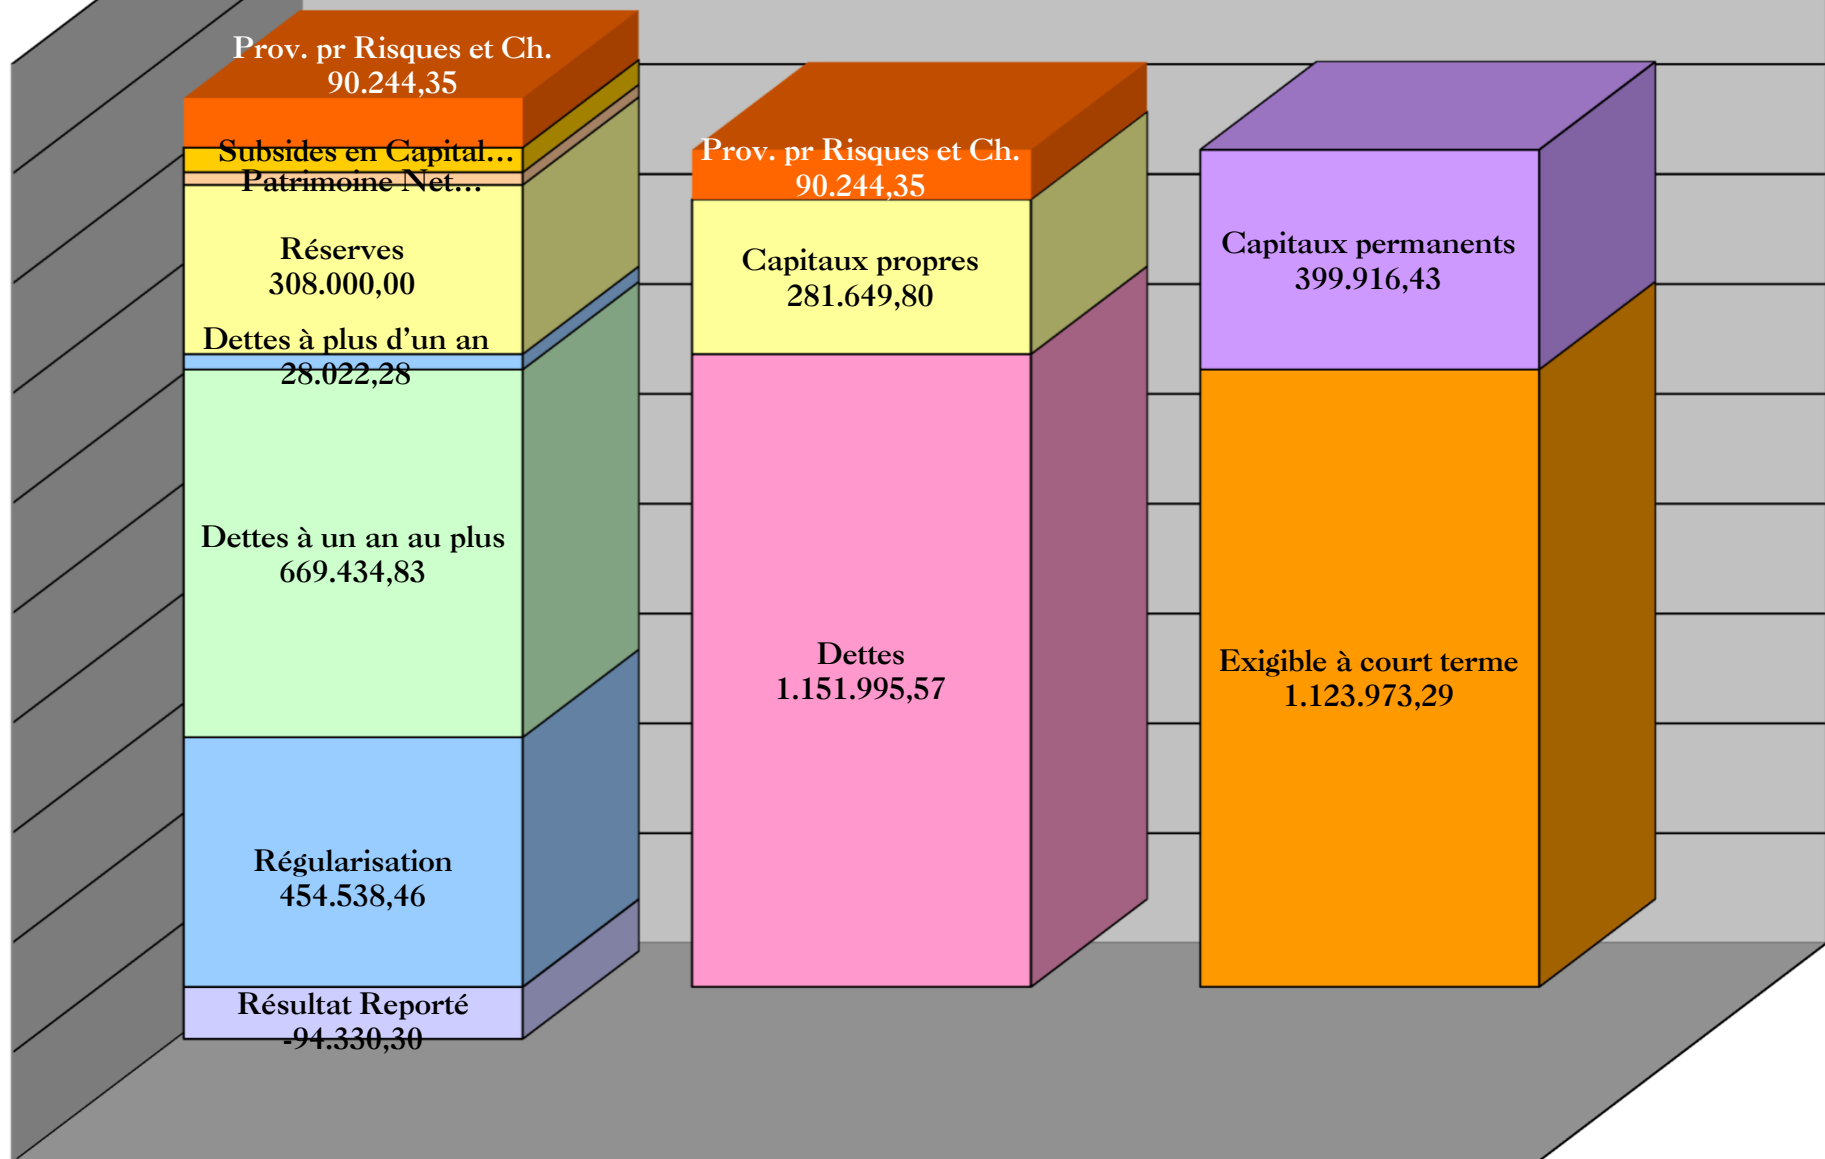 Prov. pr Risques et Ch.
90.244,35
Subsides en Capital...
Patrimoine Net...
Réserves
308.000,00
Dettes à plus d’un an
28.022,28
Dettes à un an au plus
669.434,83
Régularisation
454.538,46
Résultat Reporté
-94.330,30
Prov. pr Risques et Ch.
90.244,35
Capitaux propres
281.649,80
Dettes
1.151.995,57
Capitaux permanents
399.916,43
Exigible à court terme
1.123.973,29